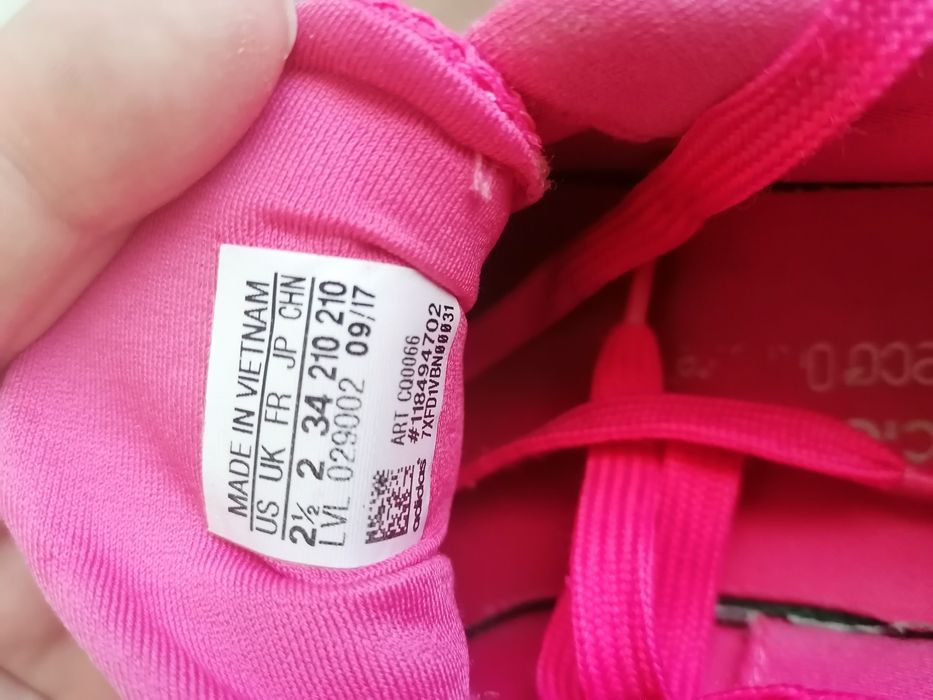 MADE IN VIETNAM
US UK FR JP CHN
2½ 2 34 210 210
LVL 029002 09/17
ART CQ0066
#118494702
7XFD1VBN00031
adidas